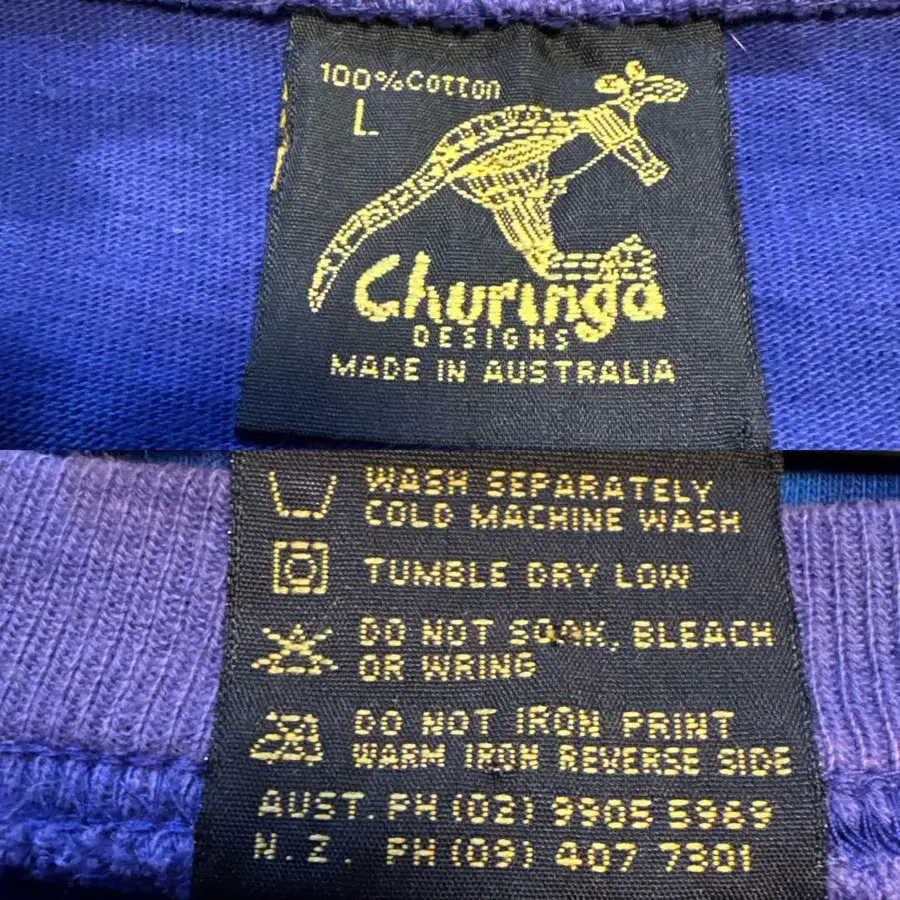 100% Cotton
L
Churinga
DESIGNS
MADE IN AUSTRALIA
WASH SEPARATELY
COLD MACHINE WASH
TUMBLE DRY LOW
DO NOT SOAK, BLEACH
OR WRING
DO NOT IRON PRINT
WARM IRON REVERSE SIDE
AUST. PH (02) 9905 5969
N.Z. PH (09) 407 7301